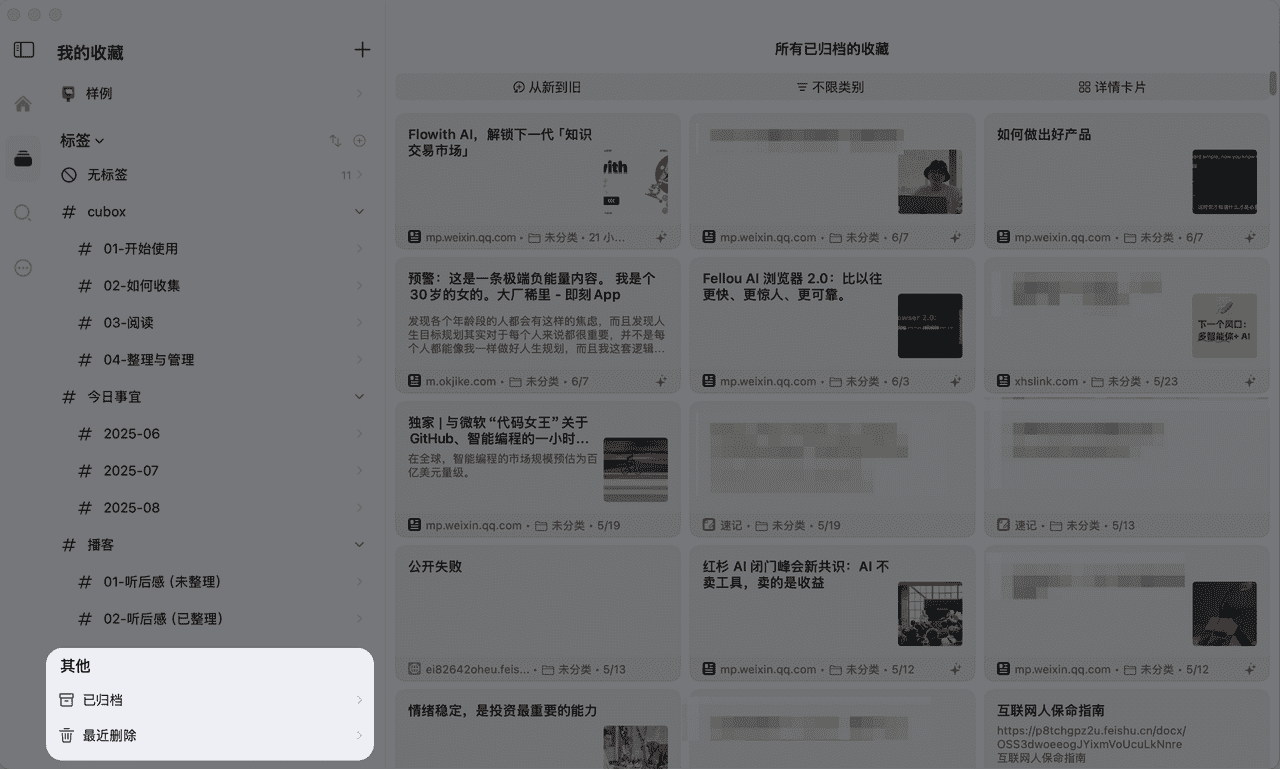 我的收藏
样例
标签
无标签
11
# cubox
# 01-开始使用
# 02-如何收集
# 03-阅读
# 04-整理与管理
# 今日事宜
# 2025-06
# 2025-07
# 2025-08
# 播客
# 01-听后感（未整理）
# 02-听后感（已整理）
其他
已归档
最近删除
所有已归档的收藏
从新到旧
不限类别
详情卡片
Flowith AI，解锁下一代「知识
交易市场」
mp.weixin.qq.com · 未分类 · 21 小…
mp.weixin.qq.com · 未分类 · 6/7
如何做出好产品
mp.weixin.qq.com · 未分类 · 6/7
预警：这是一条极端负能量内容。 我是个
30岁的女的。大厂稀里 - 即刻 App
发现各个年龄段的人都会有这样的焦虑，而且发现人
生目标规划其实对于每个人来说都很重要，并不是每
个人都能像我一样做好人生规划，而且我这套逻辑…
m.okjike.com · 未分类 · 6/7
Fellou AI 浏览器 2.0：比以往
更快、更惊人、更可靠。
owser 2.0:
mp.weixin.qq.com · 未分类 · 6/3
下一个风口：
多智能体+ AI
xhslink.com · 未分类 · 5/23
独家 | 与微软“代码女王”关于
GitHub、智能编程的一小时…
在全球，智能编程的市场规模预估为百
亿美元量级。
mp.weixin.qq.com · 未分类 · 5/19
速记 · 未分类 · 5/19
速记 · 未分类 · 5/13
公开失败
ei82642oheu.feis… · 未分类 · 5/13
红杉 AI 闭门峰会新共识：AI 不
卖工具，卖的是收益
mp.weixin.qq.com · 未分类 · 5/12
mp.weixin.qq.com · 未分类 · 5/12
情绪稳定，是投资最重要的能力
互联网人保命指南
https://p8tchgpz2u.feishu.cn/docx/
OSS3dwoeeogJYixmVoUcuLkNnre
互联网人保命指南